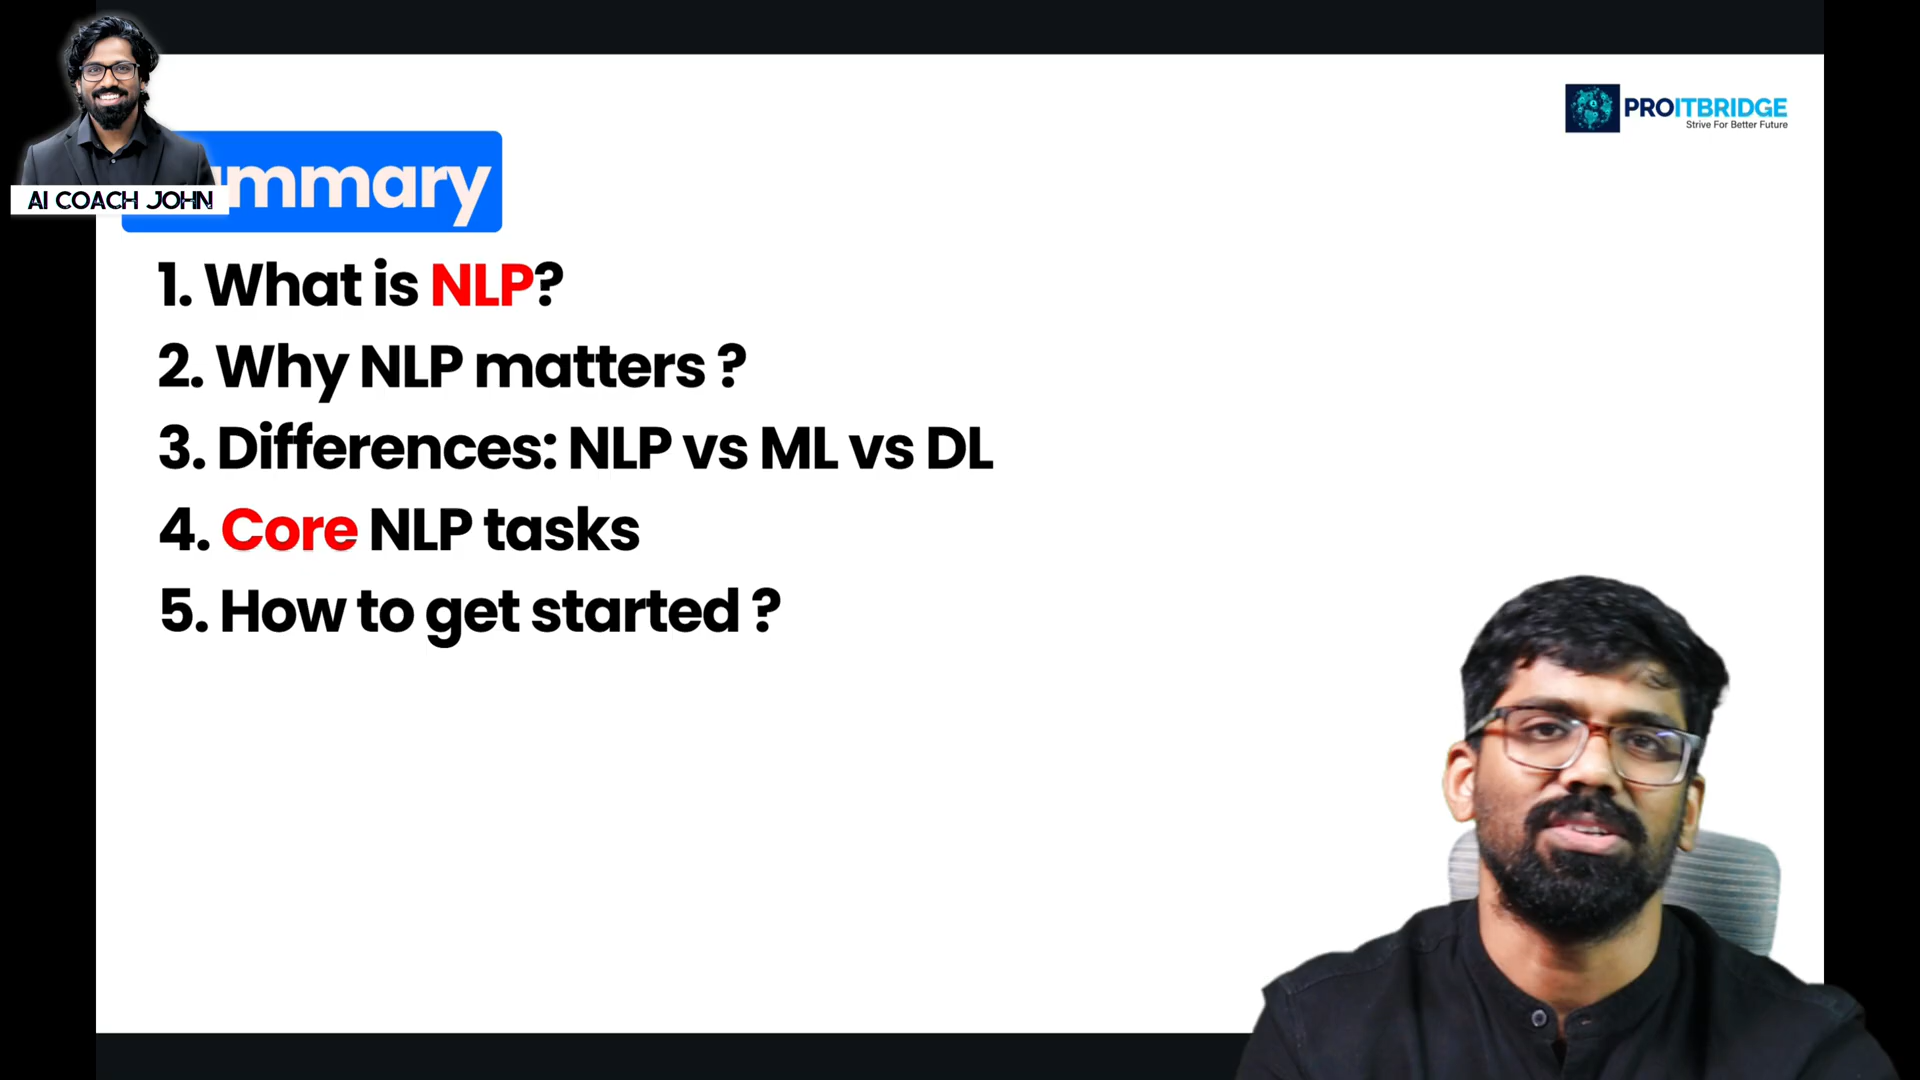 PROITBRIDGE
Strive For Better Future
AI COACH JOHN
mmary
1. What is NLP?
2. Why NLP matters ?
3. Differences: NLP vs ML vs DL
4. Core NLP tasks
5. How to get started ?